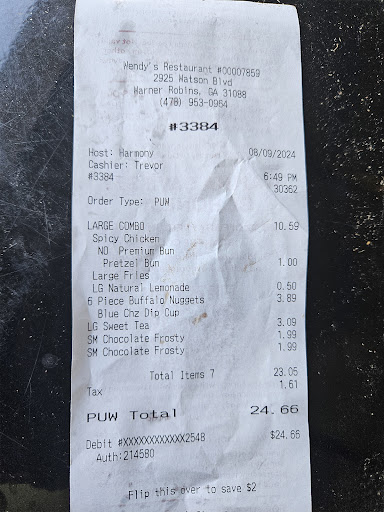 Wendy's Restaurant #00007859
2925 Watson Blvd
Warner Robins, GA 31088
(478) 953-0964
#3384
Host: Harmony 08/09/2024
Cashier: Trevor 6:49 PM
#3384 30362
Order Type: PUW
LARGE COMBO 10.59
Spicy Chicken
NO Premium Bun
Pretzel Bun 1.00
Large Fries
LG Natural Lemonade 0.50
6 Piece Buffalo Nuggets 3.89
Blue Chz Dip Cup
LG Sweet Tea 3.09
SM Chocolate Frosty 1.99
SM Chocolate Frosty 1.99
Total Items 7 23.05
Tax 1.61
PUW Total 24.66
Debit #XXXXXXXXXXXX2548 $24.66
Auth:214580
Flip this over to save $2